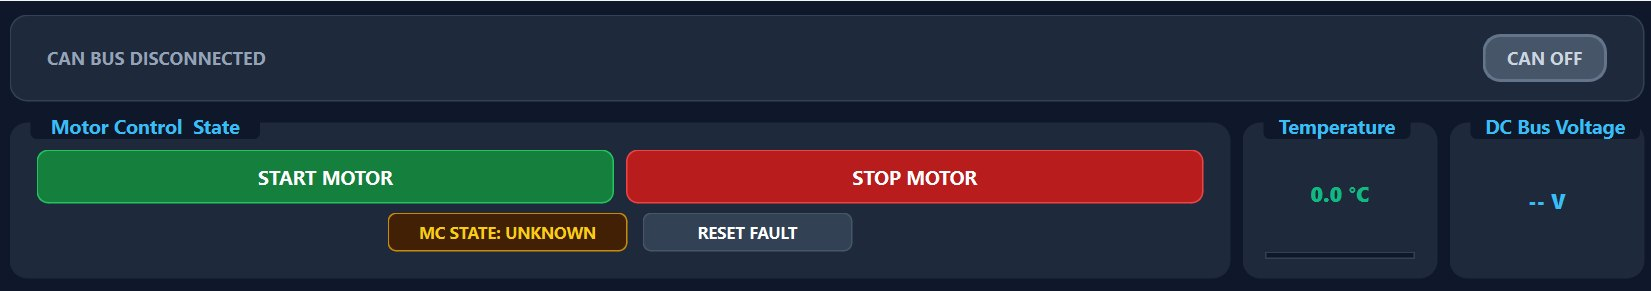 CAN BUS DISCONNECTED
CAN OFF
Motor Control  State
START MOTOR
STOP MOTOR
MC STATE: UNKNOWN
RESET FAULT
Temperature
0.0 °C
DC Bus Voltage
-- V